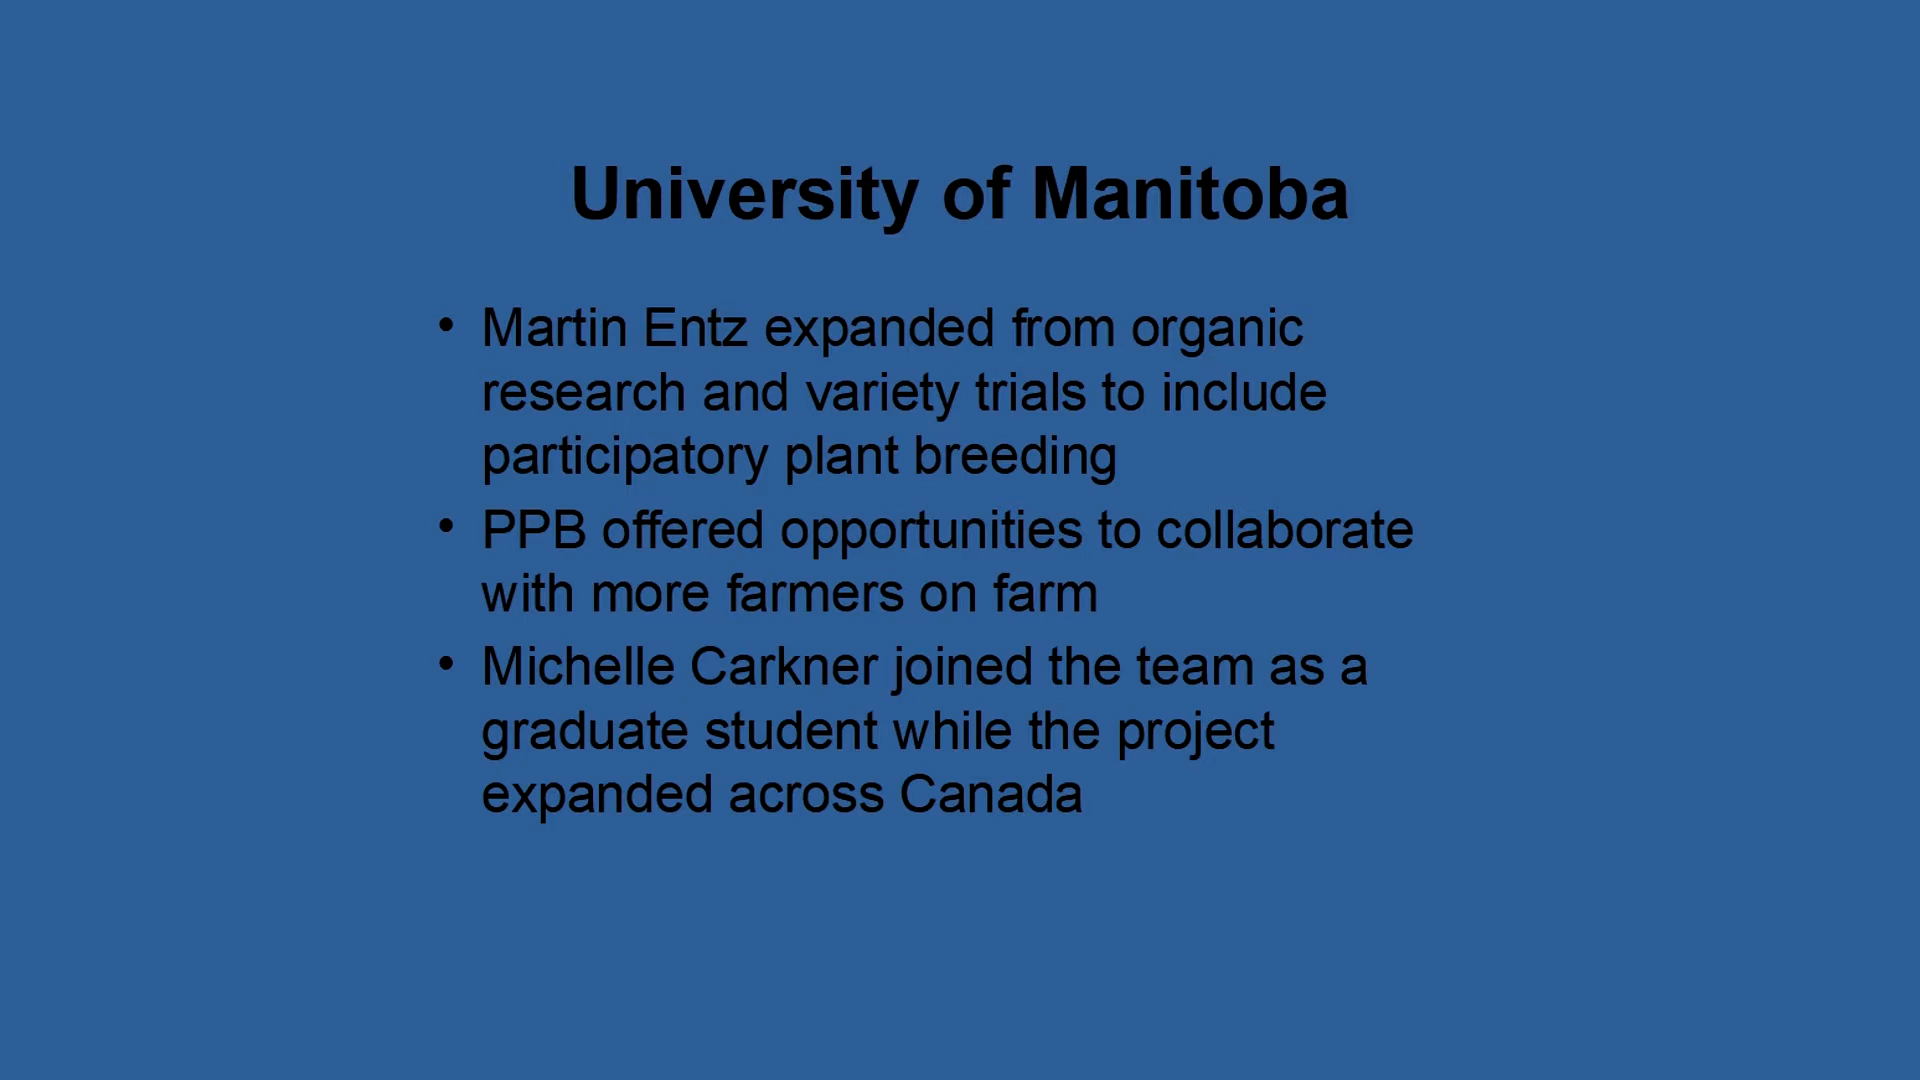 University of Manitoba
• Martin Entz expanded from organic
research and variety trials to include
participatory plant breeding
• PPB offered opportunities to collaborate
with more farmers on farm
• Michelle Carkner joined the team as a
graduate student while the project
expanded across Canada